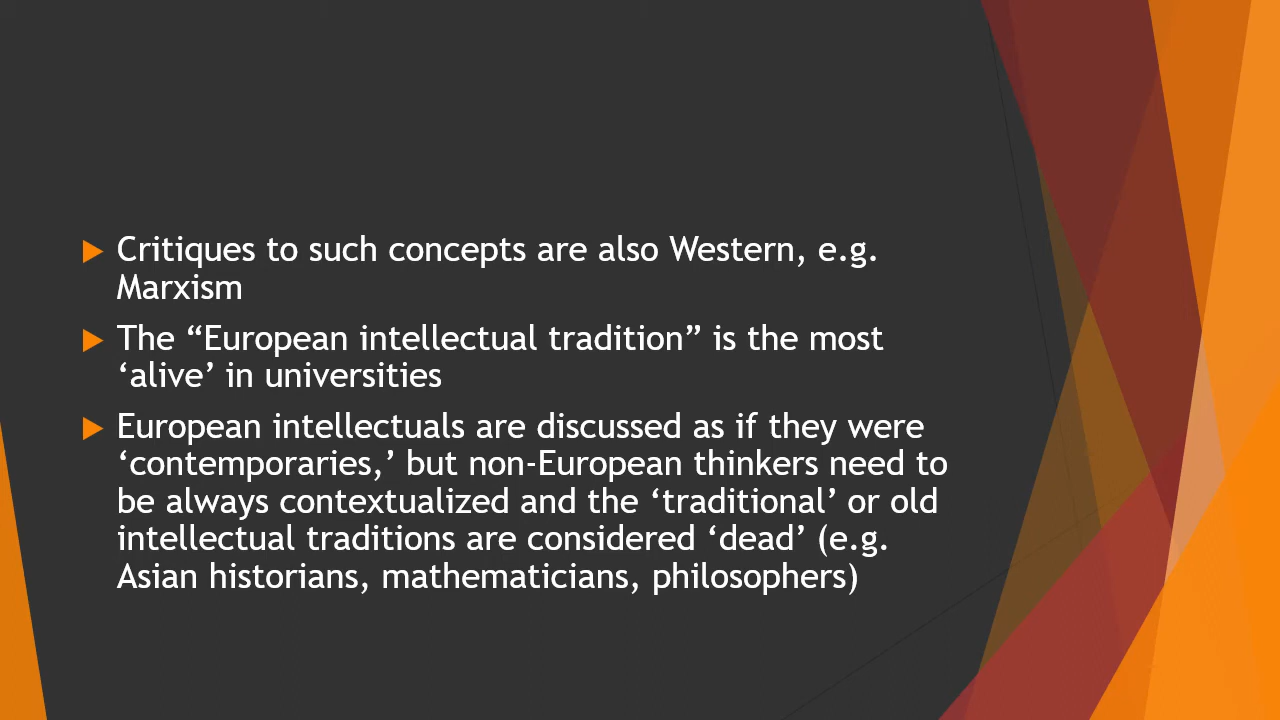 Critiques to such concepts are also Western, e.g.
Marxism
The “European intellectual tradition” is the most
‘alive’ in universities
European intellectuals are discussed as if they were
‘contemporaries,’ but non-European thinkers need to
be always contextualized and the ‘traditional’ or old
intellectual traditions are considered ‘dead’ (e.g.
Asian historians, mathematicians, philosophers)